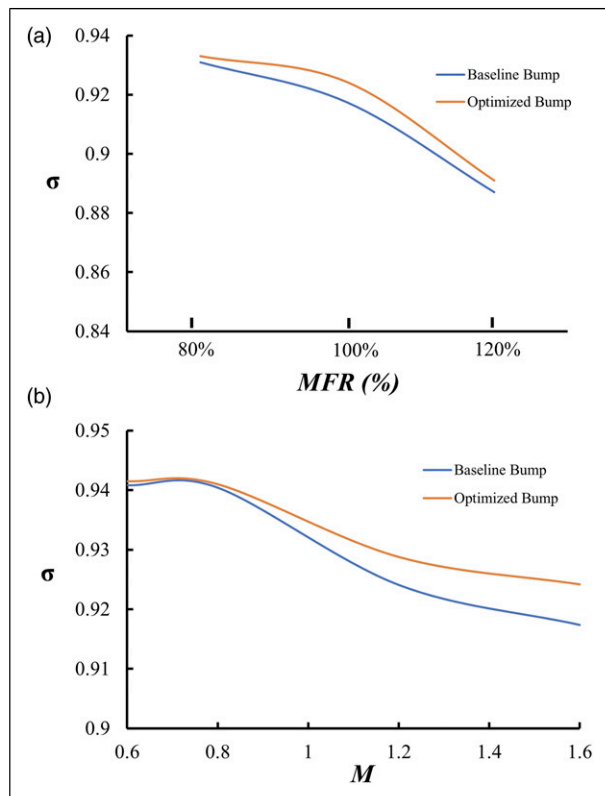 (a)
0.94
0.92
0.9
0.88
0.86
0.84
σ
Baseline Bump
Optimized Bump
80% 100% 120%
MFR (%)
(b)
0.95
0.94
0.93
0.92
0.91
0.9
σ
Baseline Bump
Optimized Bump
0.6 0.8 1 1.2 1.4 1.6
M